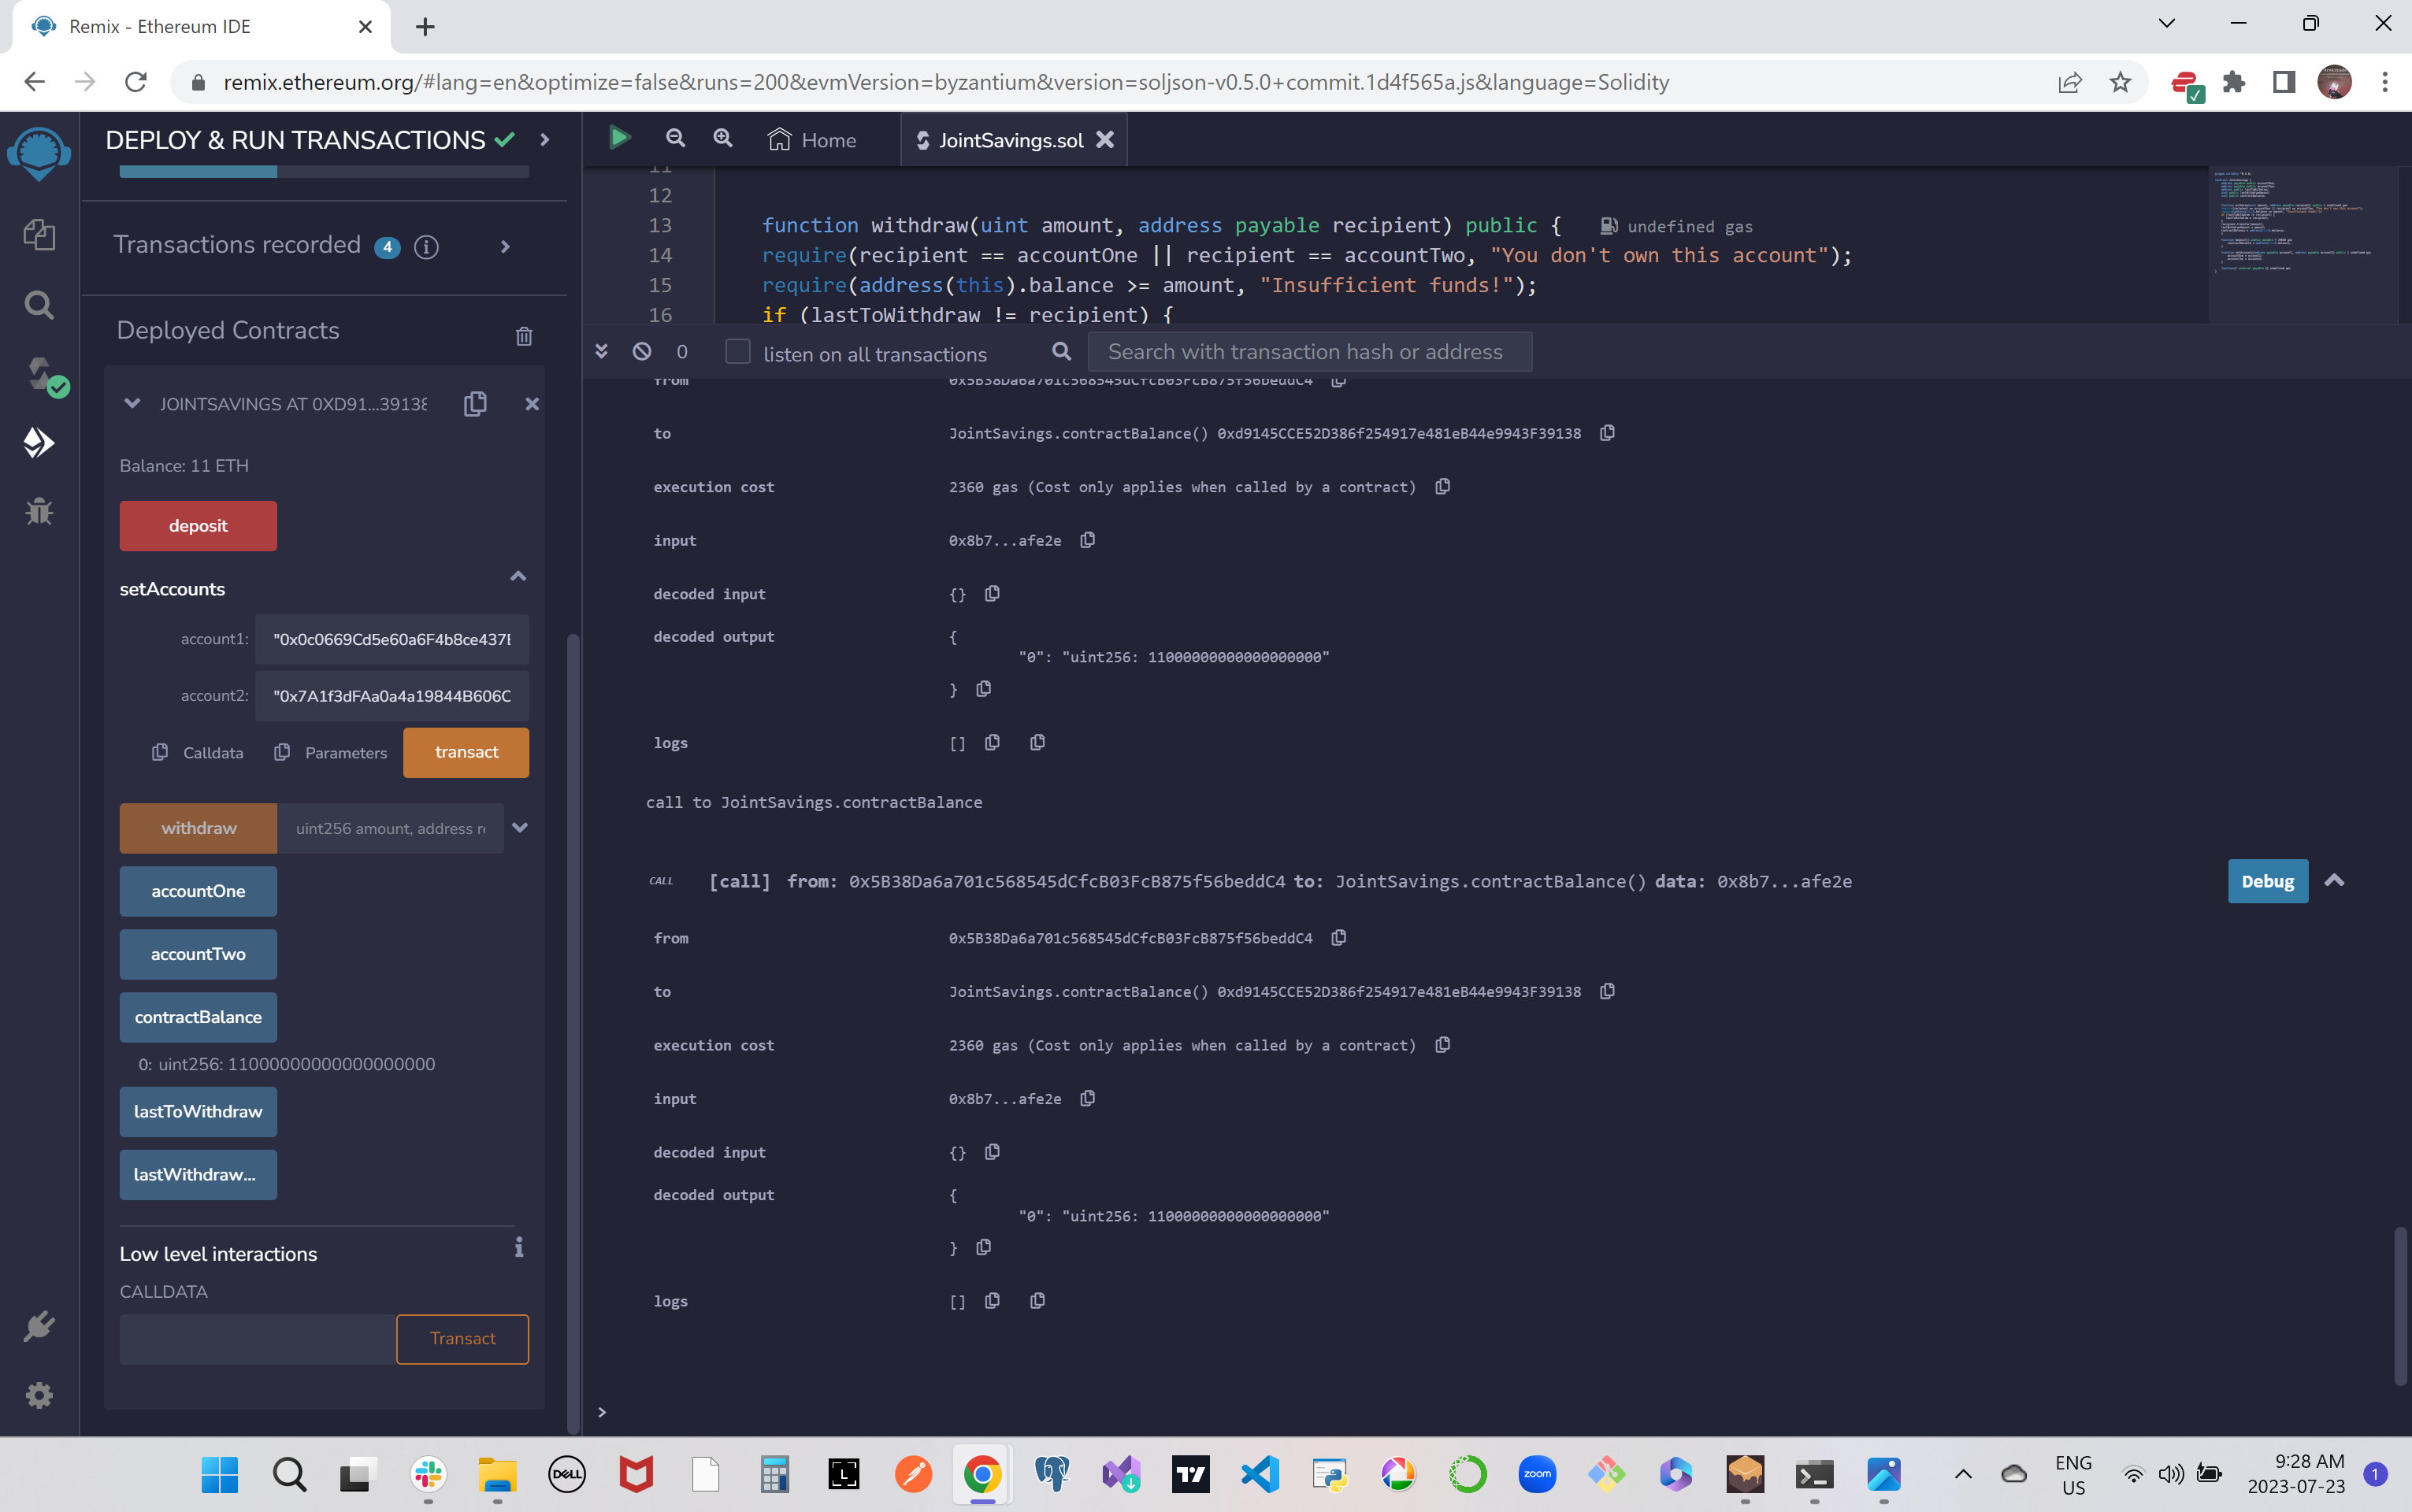 Remix - Ethereum IDE
remix.ethereum.org/#lang=en&optimize=false&runs=200&evmVersion=byzantium&version=soljson-v0.5.0+commit.1d4f565a.js&language=Solidity
DEPLOY & RUN TRANSACTIONS
Transactions recorded 4
Deployed Contracts
JOINTSAVINGS AT 0XD91...39138
Balance: 11 ETH
deposit
setAccounts
account1: "0x0c0669Cd5e60a6F4b8ce437E
account2: "0x7A1f3dFAa0a4a19844B606C
Calldata Parameters transact
withdraw uint256 amount, address re
accountOne
accountTwo
contractBalance
0: uint256: 11000000000000000000
lastToWithdraw
lastWithdraw...
Low level interactions
CALLDATA
Transact
Home JointSavings.sol
11
12
13 function withdraw(uint amount, address payable recipient) public { undefined gas
14 require(recipient == accountOne || recipient == accountTwo, "You don't own this account");
15 require(address(this).balance >= amount, "Insufficient funds!");
16 if (lastToWithdraw != recipient) {
0 listen on all transactions Search with transaction hash or address
from 0x5B38Da6a701c568545dCfcB03FcB875f56beddC4
to JointSavings.contractBalance() 0xd9145CCE52D386f254917e481eB44e9943F39138
execution cost 2360 gas (Cost only applies when called by a contract)
input 0x8b7...afe2e
decoded input {}
decoded output {
"0": "uint256: 11000000000000000000"
}
logs []
call to JointSavings.contractBalance
CALL [call] from: 0x5B38Da6a701c568545dCfcB03FcB875f56beddC4 to: JointSavings.contractBalance() data: 0x8b7...afe2e Debug
from 0x5B38Da6a701c568545dCfcB03FcB875f56beddC4
to JointSavings.contractBalance() 0xd9145CCE52D386f254917e481eB44e9943F39138
execution cost 2360 gas (Cost only applies when called by a contract)
input 0x8b7...afe2e
decoded input {}
decoded output {
"0": "uint256: 11000000000000000000"
}
logs []
>
DELL
L
zoom
ENG
US
9:28 AM
2023-07-23
1